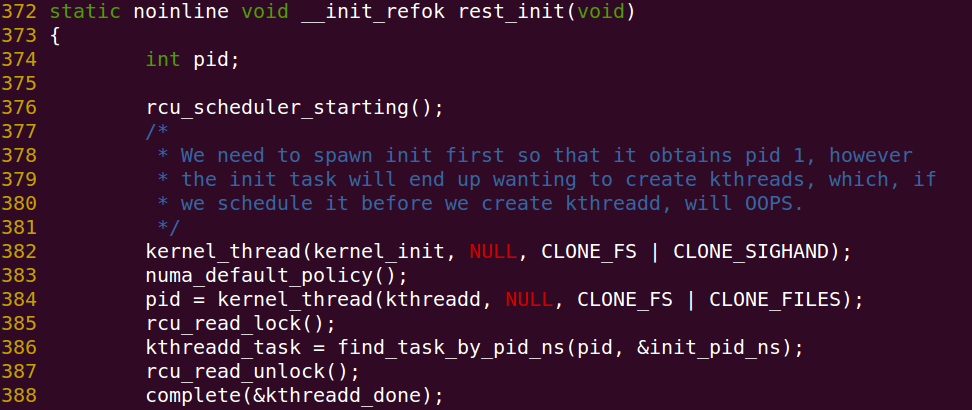 372 static noinline void __init_refok rest_init(void)
373 {
374         int pid;
375
376         rcu_scheduler_starting();
377         /*
378          * We need to spawn init first so that it obtains pid 1, however
379          * the init task will end up wanting to create kthreads, which, if
380          * we schedule it before we create kthreadd, will OOPS.
381          */
382         kernel_thread(kernel_init, NULL, CLONE_FS | CLONE_SIGHAND);
383         numa_default_policy();
384         pid = kernel_thread(kthreadd, NULL, CLONE_FS | CLONE_FILES);
385         rcu_read_lock();
386         kthreadd_task = find_task_by_pid_ns(pid, &init_pid_ns);
387         rcu_read_unlock();
388         complete(&kthreadd_done);